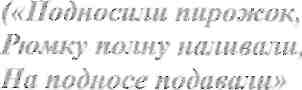 («Подносили пирожок,
Рюмку полну наливали,
На подносе подавали»